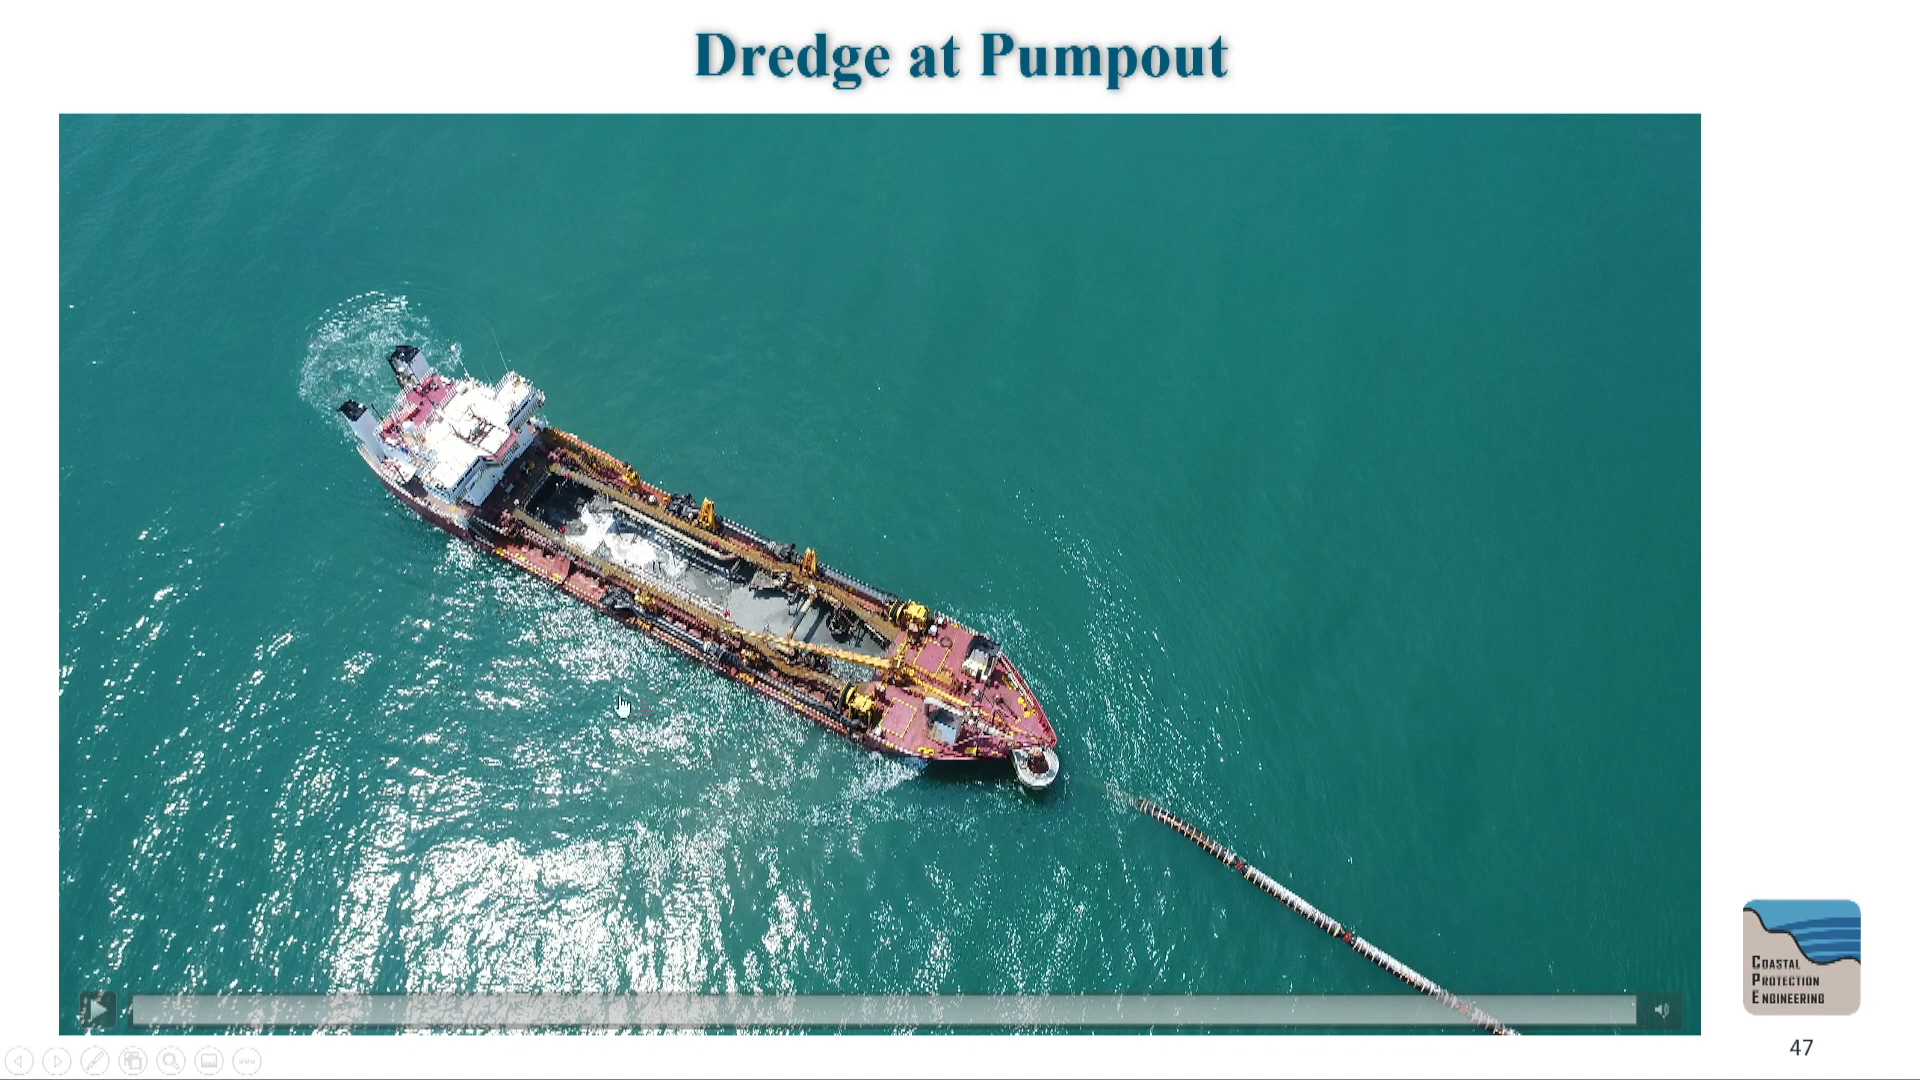 Dredge at Pumpout
COASTAL
PROTECTION
ENGINEERING
47